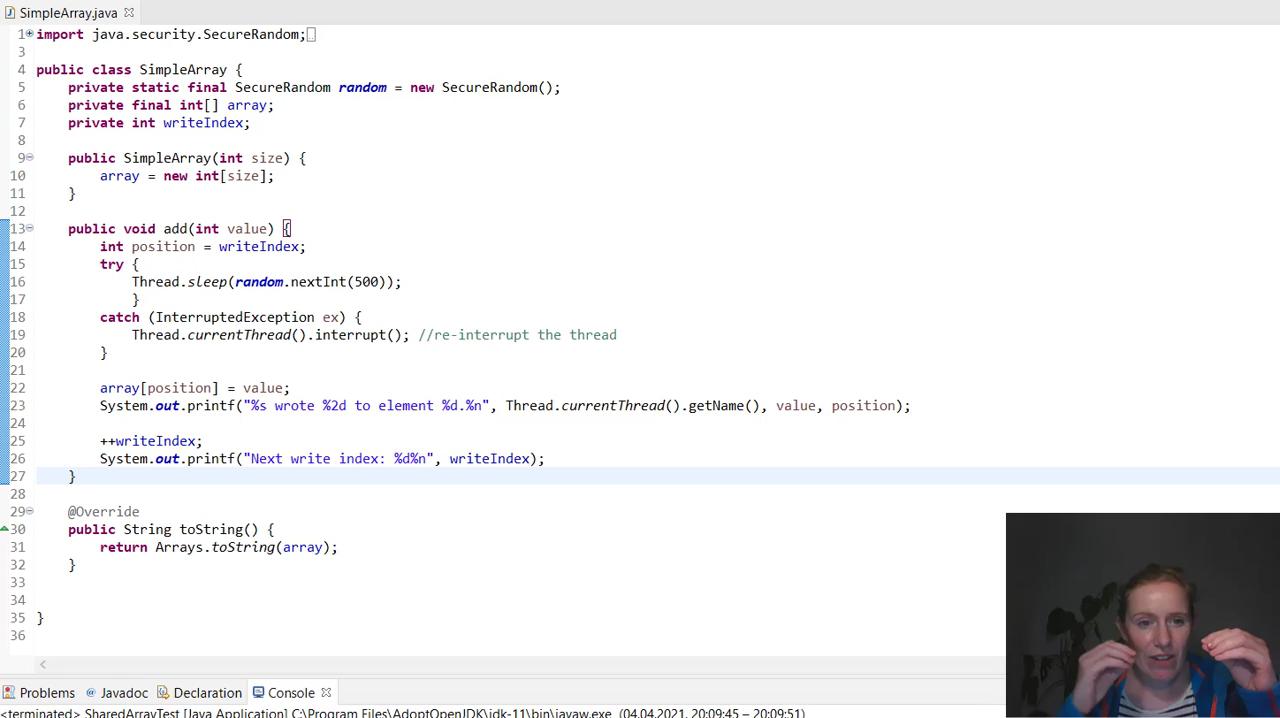 SimpleArray.java
1 import java.security.SecureRandom;
3
4 public class SimpleArray {
5 private static final SecureRandom random = new SecureRandom();
6 private final int[] array;
7 private int writeIndex;
8
9 public SimpleArray(int size) {
10 array = new int[size];
11 }
12
13 public void add(int value) {
14 int position = writeIndex;
15 try {
16 Thread.sleep(random.nextInt(500));
17 }
18 catch (InterruptedException ex) {
19 Thread.currentThread().interrupt(); //re-interrupt the thread
20 }
21
22 array[position] = value;
23 System.out.printf("%s wrote %2d to element %d.%n", Thread.currentThread().getName(), value, position);
24
25 ++writeIndex;
26 System.out.printf("Next write index: %d%n", writeIndex);
27 }
28
29 @Override
30 public String toString() {
31 return Arrays.toString(array);
32 }
33
34
35 }
36
Problems @ Javadoc Declaration Console
<terminated> SharedArrayTest [Java Application] C:\Program Files\AdoptOpenJDK\jdk-11\bin\javaw.exe (04.04.2021, 20:09:45 – 20:09:51)